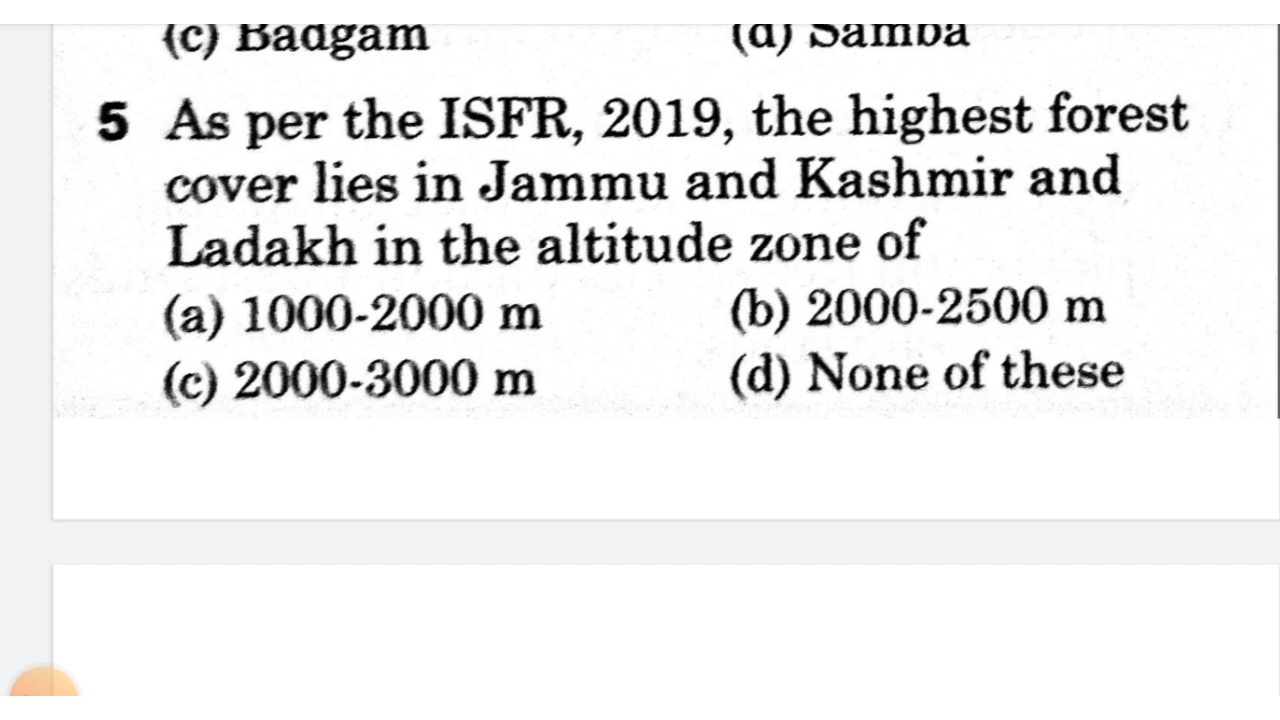 (c) Badgam (d) Samba
5 As per the ISFR, 2019, the highest forest
cover lies in Jammu and Kashmir and
Ladakh in the altitude zone of
(a) 1000-2000 m (b) 2000-2500 m
(c) 2000-3000 m (d) None of these